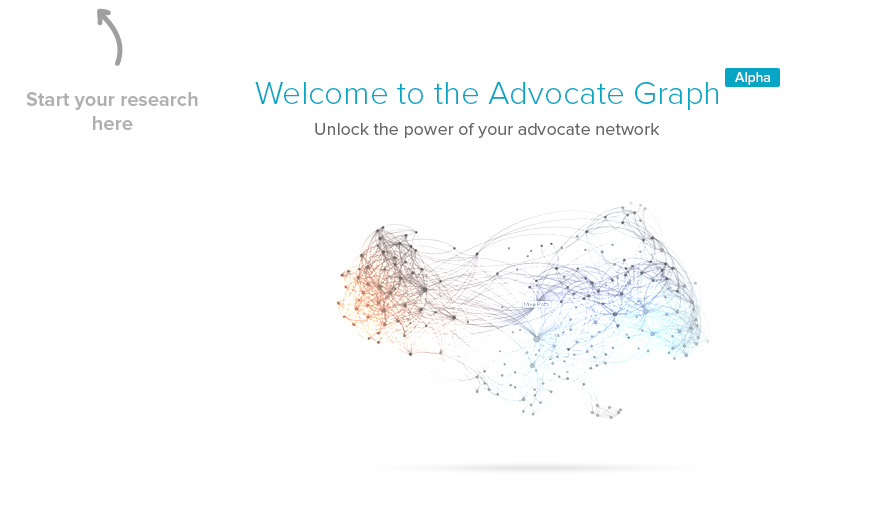 Start your research
here
Welcome to the Advocate Graph
Alpha
Unlock the power of your advocate network